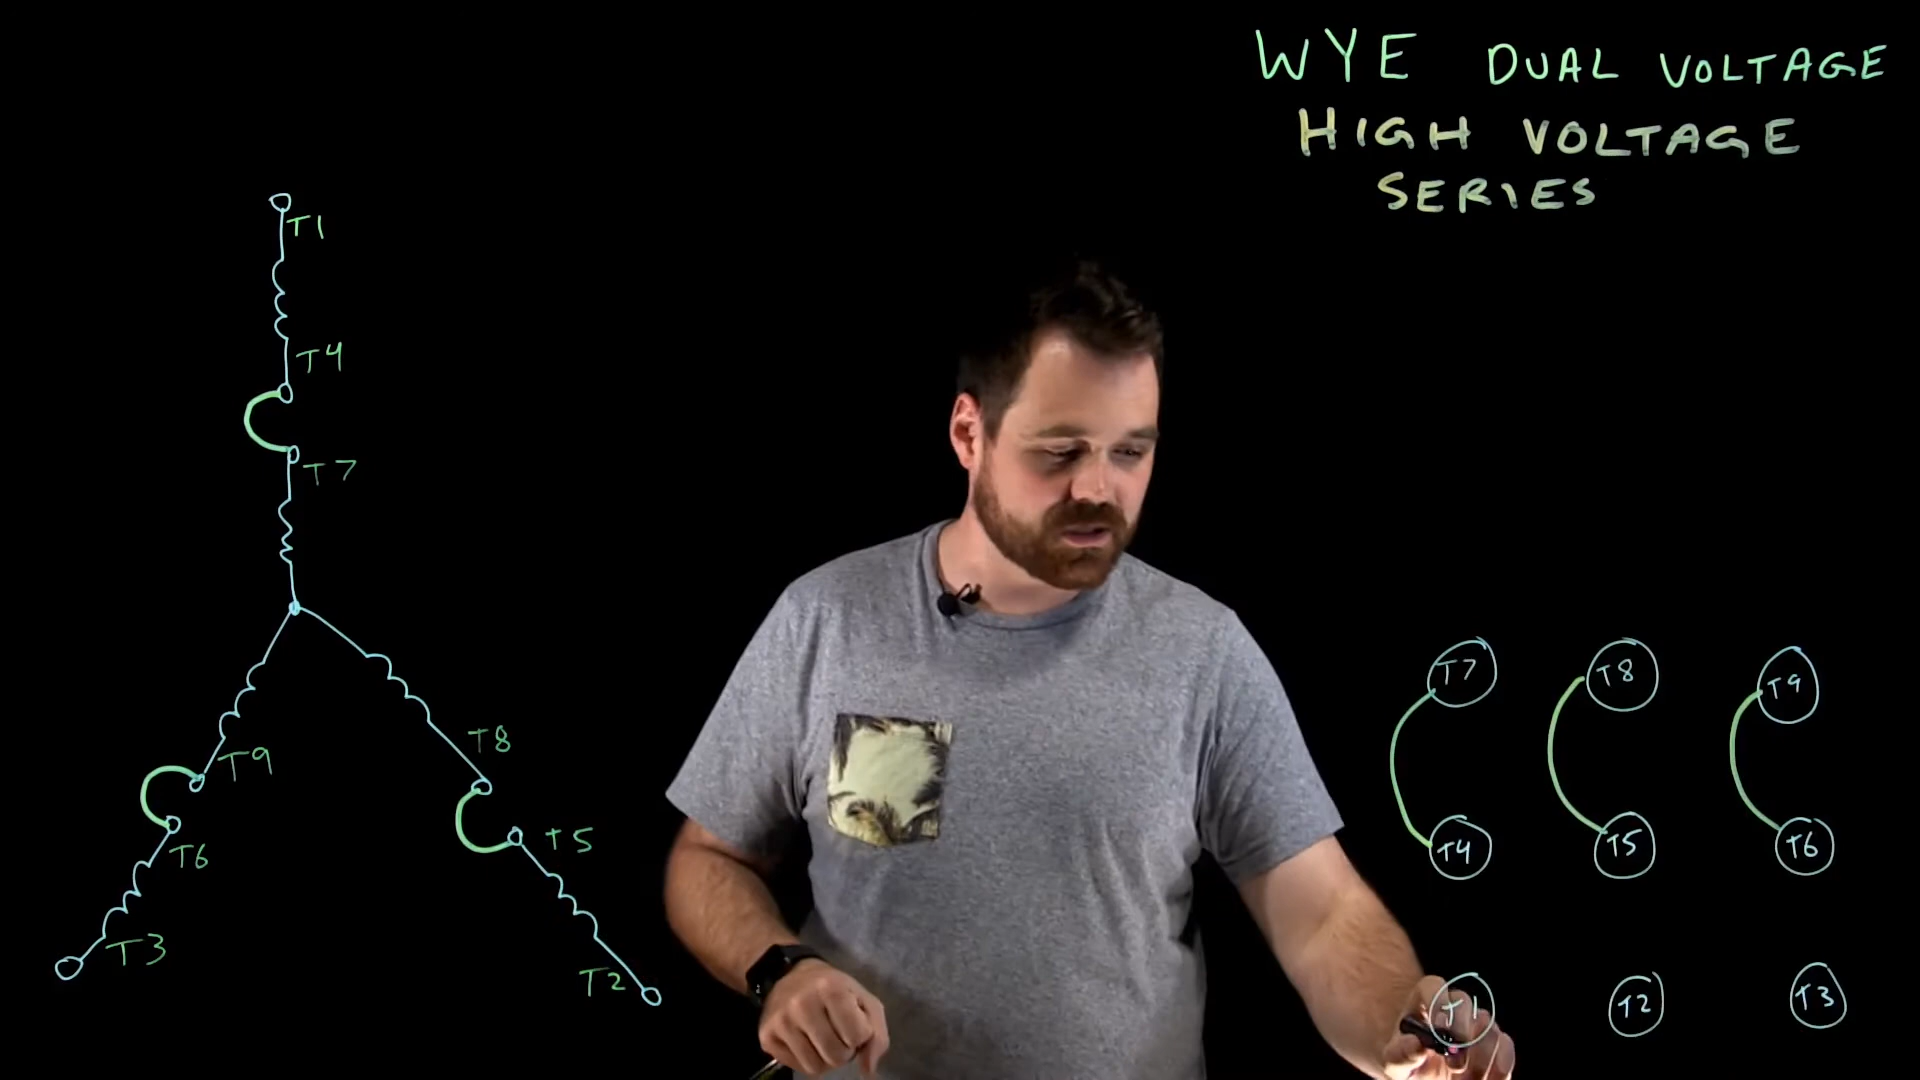 WYE DUAL VOLTAGE
HIGH VOLTAGE
SERIES
T1
T4
T7
T9
T6
T3
T8
T5
T2
T7 T8 T9
T4 T5 T6
T1 T2 T3